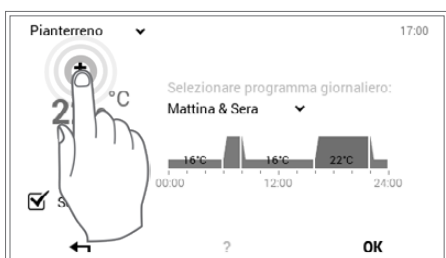 Pianterreno
17:00
+
°C
Selezionare programma giornaliero:
Mattina & Sera
16°C 16°C 22°C
00:00 12:00 24:00
? OK